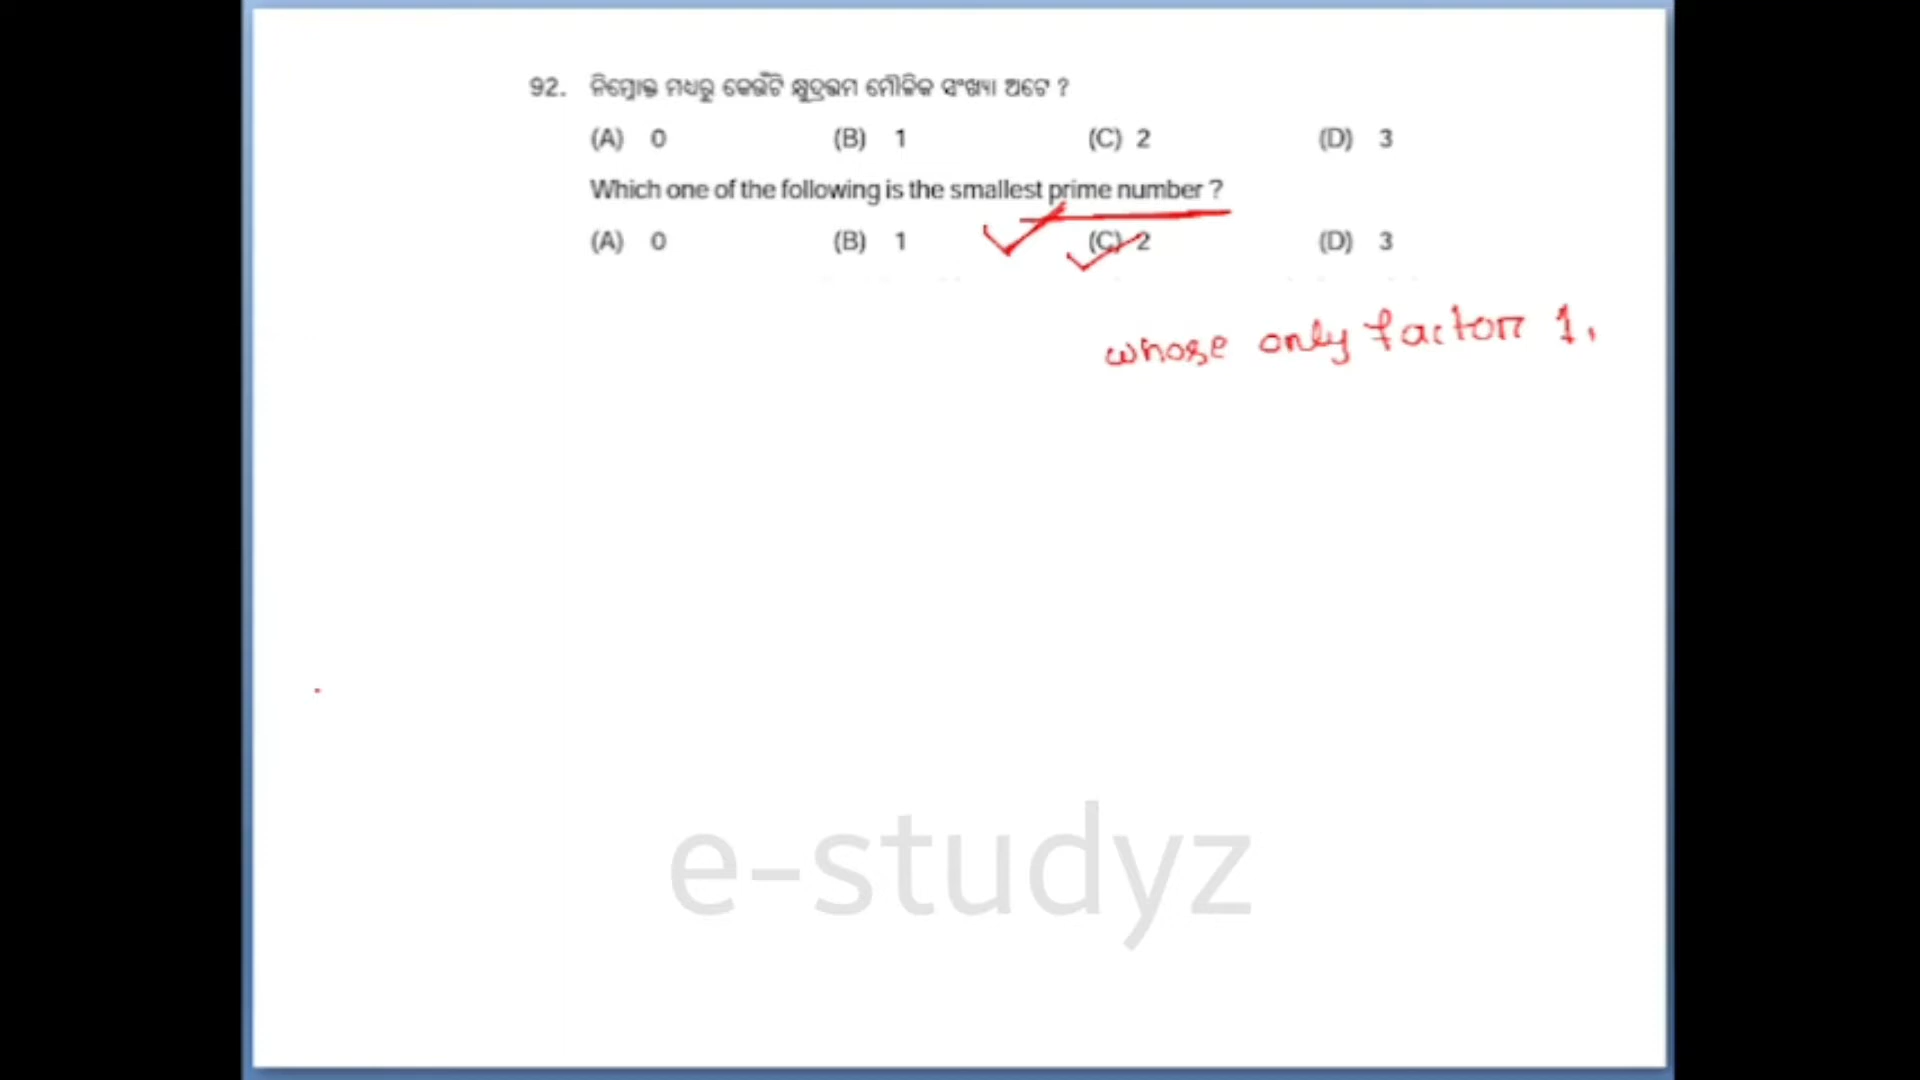 92. ନିମ୍ନୋକ୍ତ ମଧ୍ୟରୁ କେଉଁଟି କ୍ଷୁଦ୍ରତମ ମୌଳିକ ସଂଖ୍ୟା ଅଟେ ?
(A) 0 (B) 1 (C) 2 (D) 3
Which one of the following is the smallest prime number ?
(A) 0 (B) 1 (C) 2 (D) 3
whose only factor 1,
e-studyz